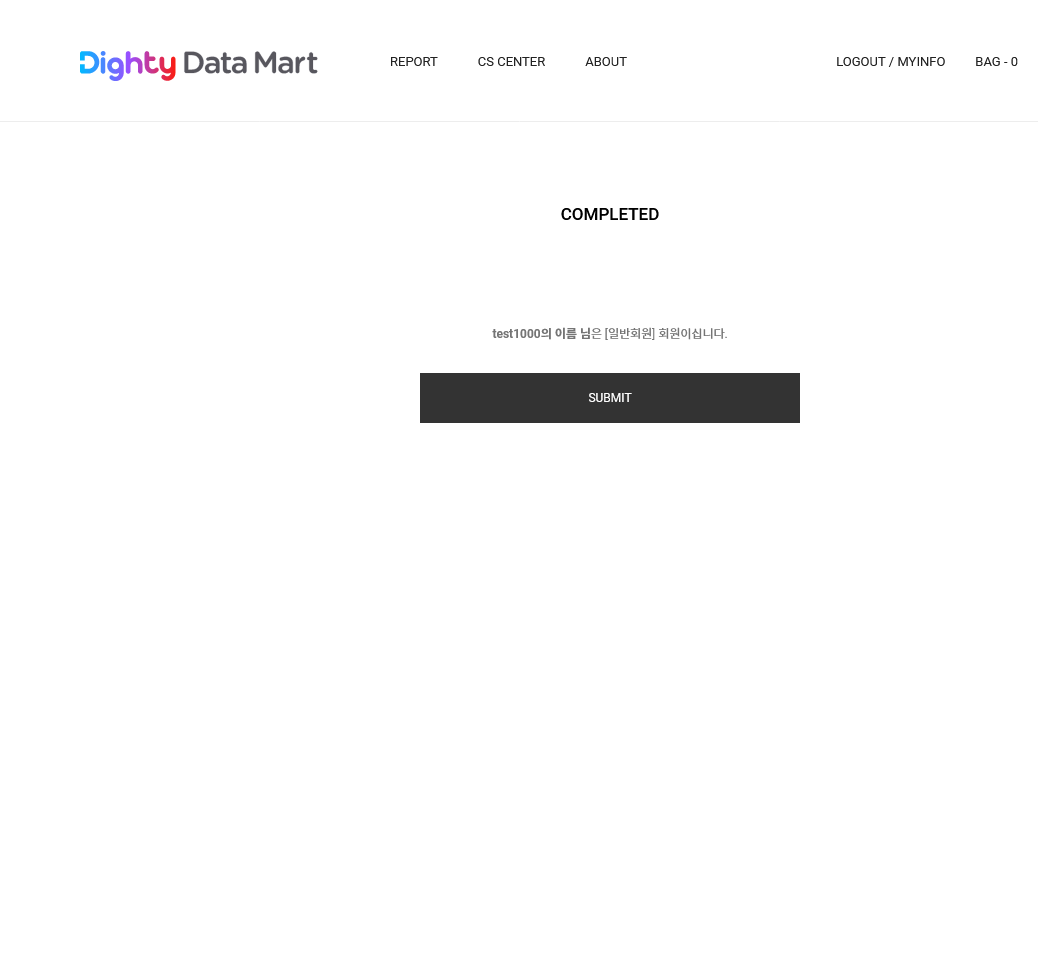 Dighty Data Mart
REPORT CS CENTER ABOUT LOGOUT / MYINFO BAG - 0
COMPLETED
test1000의 이름 님은 [일반회원] 회원이십니다.
SUBMIT